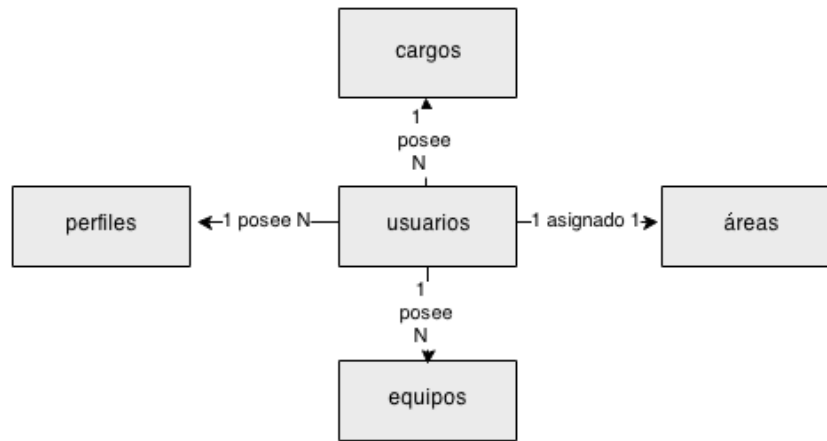 cargos
1
posee
N
perfiles
1 posee N
usuarios
1 asignado 1
áreas
1
posee
N
equipos